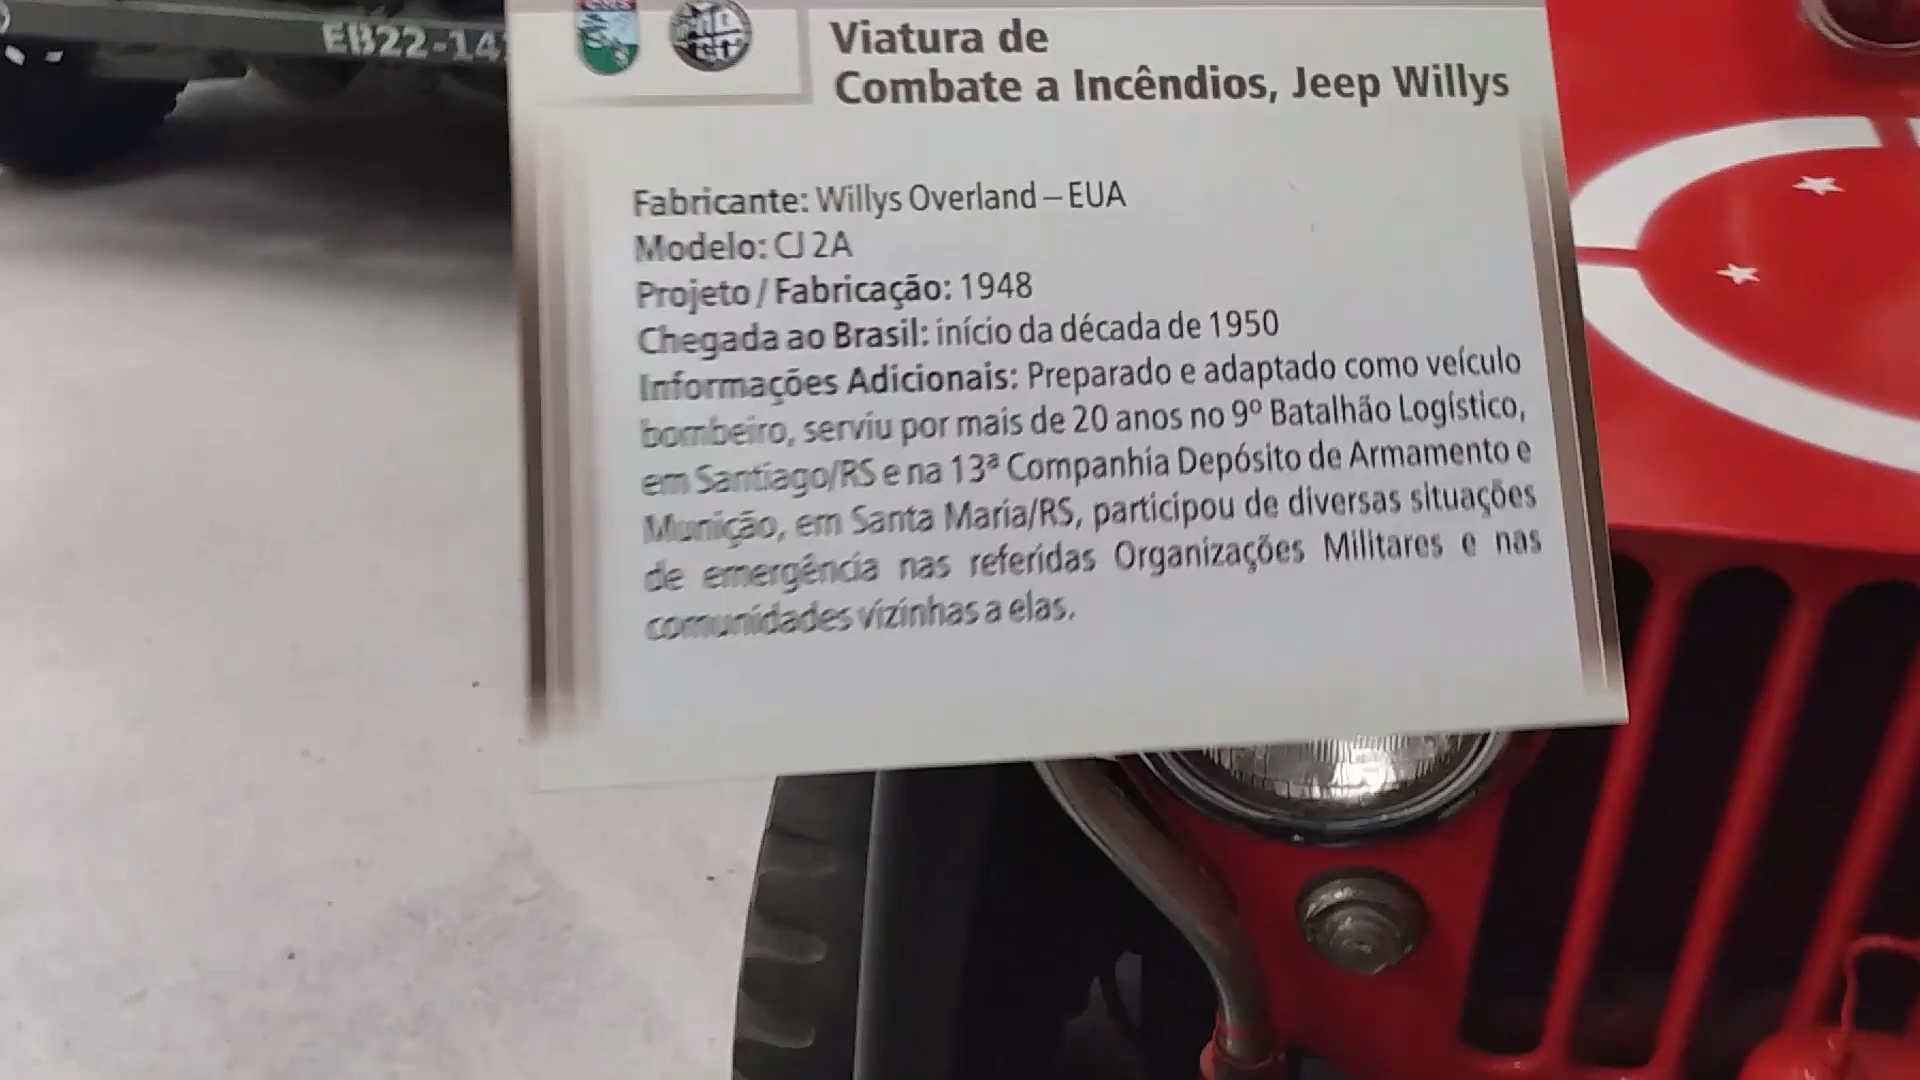 EB22-14
Viatura de
Combate a Incêndios, Jeep Willys
Fabricante: Willys Overland – EUA
Modelo: CJ 2A
Projeto / Fabricação: 1948
Chegada ao Brasil: início da década de 1950
Informações Adicionais: Preparado e adaptado como veículo
bombeiro, serviu por mais de 20 anos no 9º Batalhão Logístico,
em Santiago/RS e na 13ª Companhia Depósito de Armamento e
Munição, em Santa Maria/RS, participou de diversas situações
de emergência nas referidas Organizações Militares e nas
comunidades vizinhas a elas.